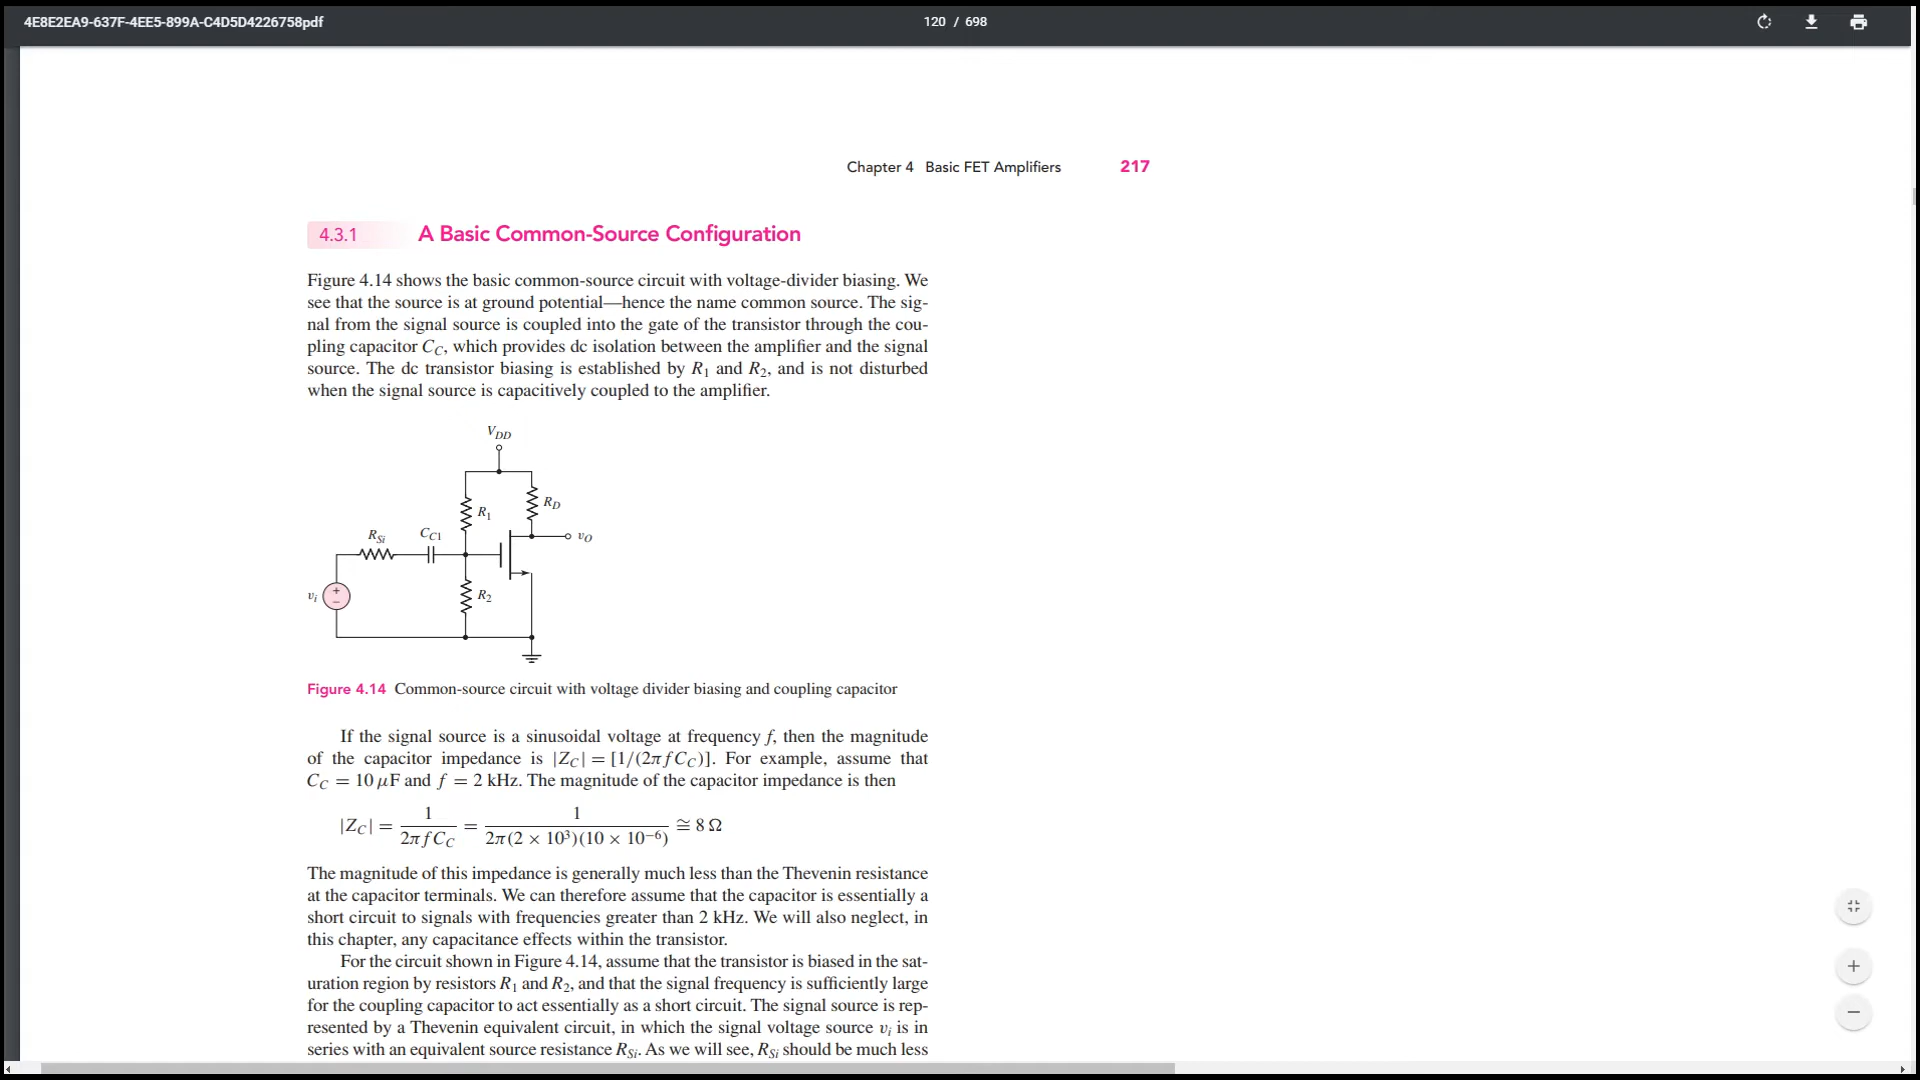 4E8E2EA9-637F-4EE5-899A-C4D5D4226758pdf
120 / 698
Chapter 4 Basic FET Amplifiers 217
4.3.1 A Basic Common-Source Configuration
Figure 4.14 shows the basic common-source circuit with voltage-divider biasing. We
see that the source is at ground potential—hence the name common source. The sig-
nal from the signal source is coupled into the gate of the transistor through the cou-
pling capacitor C_C, which provides dc isolation between the amplifier and the signal
source. The dc transistor biasing is established by R_1 and R_2, and is not disturbed
when the signal source is capacitively coupled to the amplifier.
V_DD
R_D
R_1
R_Si
C_C1
v_O
R_2
v_i
+
−
Figure 4.14 Common-source circuit with voltage divider biasing and coupling capacitor
If the signal source is a sinusoidal voltage at frequency f, then the magnitude
of the capacitor impedance is |Z_C| = [1/(2πfC_C)]. For example, assume that
C_C = 10 μF and f = 2 kHz. The magnitude of the capacitor impedance is then
|Z_C| = 1/(2πfC_C) = 1/(2π(2 × 10³)(10 × 10⁻⁶)) ≅ 8 Ω
The magnitude of this impedance is generally much less than the Thevenin resistance
at the capacitor terminals. We can therefore assume that the capacitor is essentially a
short circuit to signals with frequencies greater than 2 kHz. We will also neglect, in
this chapter, any capacitance effects within the transistor.
For the circuit shown in Figure 4.14, assume that the transistor is biased in the sat-
uration region by resistors R_1 and R_2, and that the signal frequency is sufficiently large
for the coupling capacitor to act essentially as a short circuit. The signal source is rep-
resented by a Thevenin equivalent circuit, in which the signal voltage source v_i is in
series with an equivalent source resistance R_Si. As we will see, R_Si should be much less